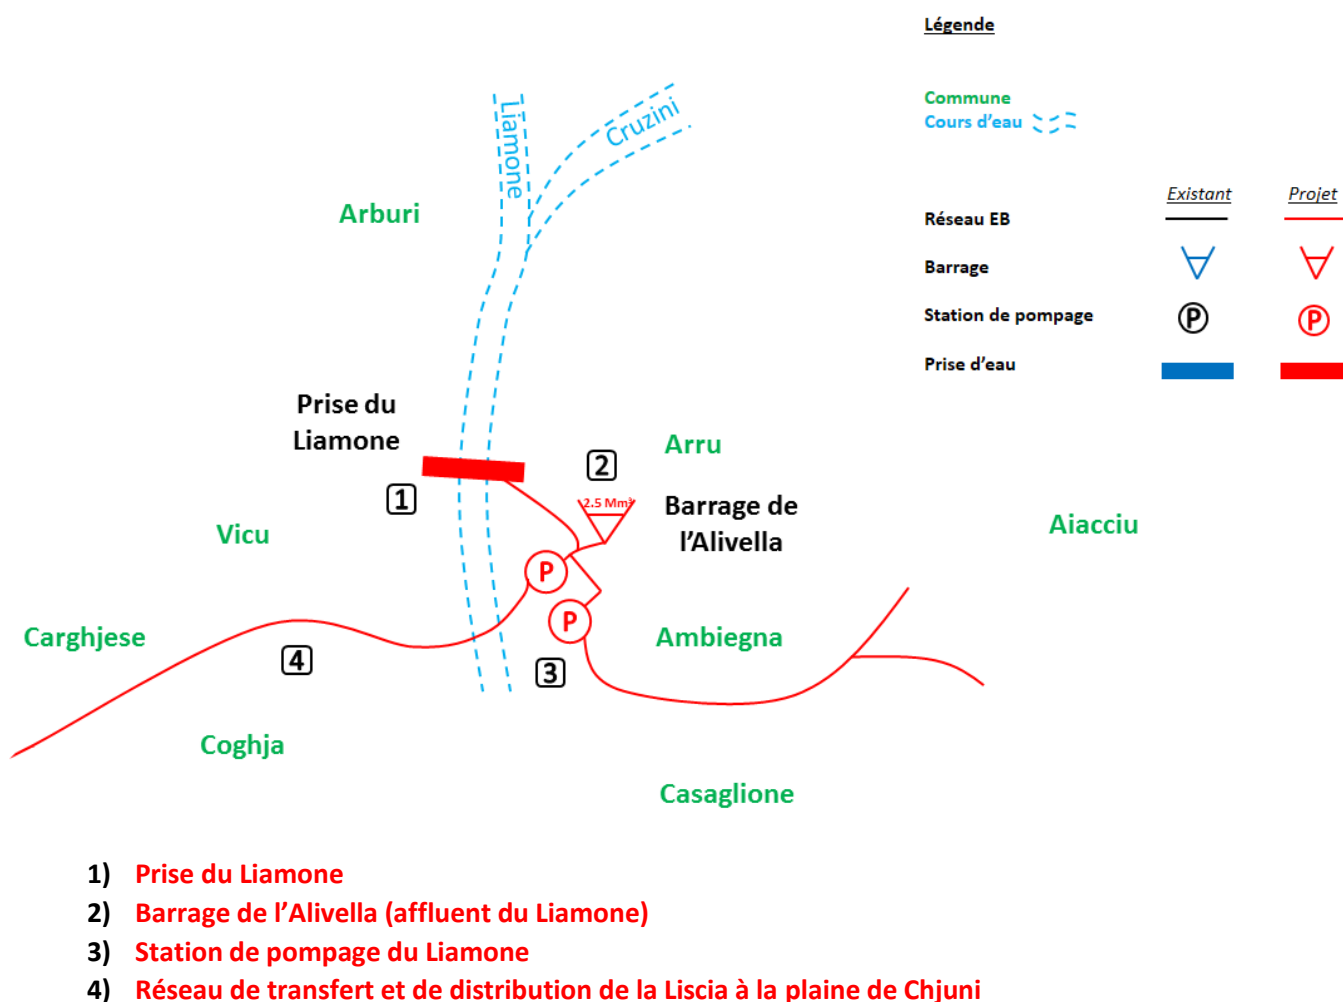 Légende
Commune
Cours d'eau
Existant
Projet
Réseau EB
Barrage
Station de pompage
P
P
Prise d'eau
Liamone
Cruzini
Arburi
Prise du
Liamone
1
2
Arru
2.5 Mm³
Barrage de
l'Alivella
Vicu
Aiacciu
P
P
Carghjese
4
3
Ambiegna
Coghja
Casaglione
1) Prise du Liamone
2) Barrage de l'Alivella (affluent du Liamone)
3) Station de pompage du Liamone
4) Réseau de transfert et de distribution de la Liscia à la plaine de Chjuni